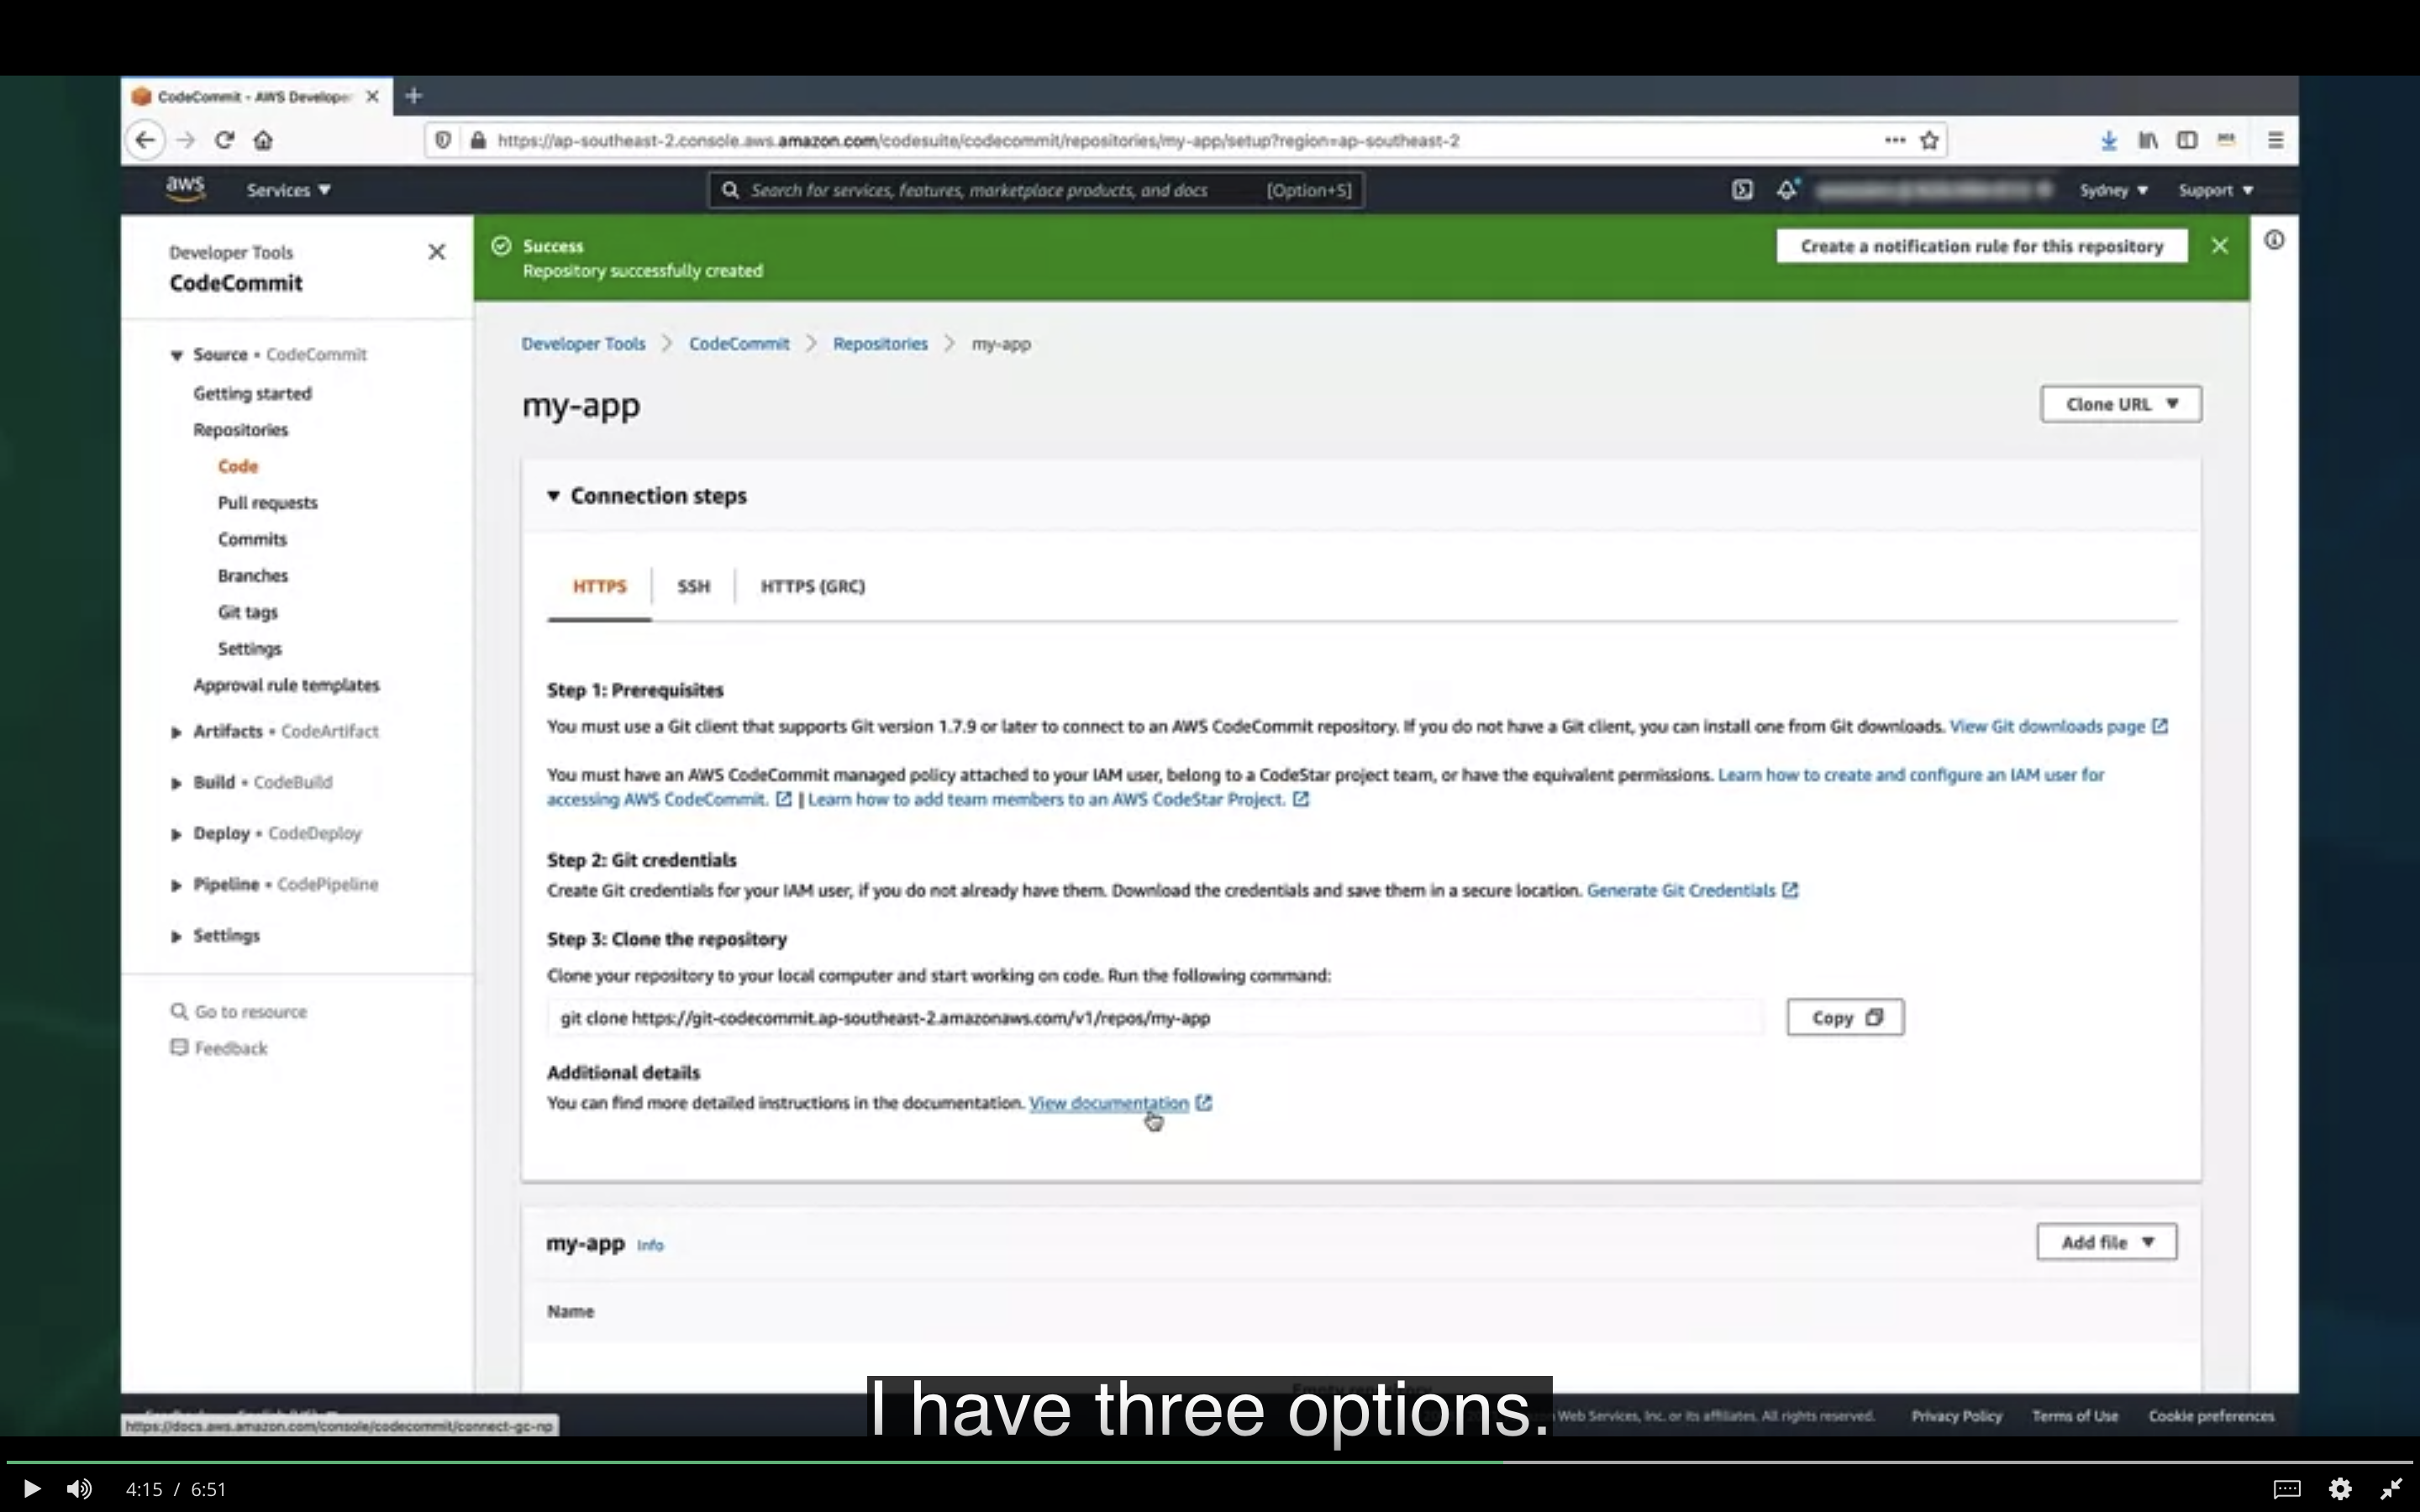 CodeCommit - AWS Develope
https://ap-southeast-2.console.aws.amazon.com/codesuite/codecommit/repositories/my-app/setup?region=ap-southeast-2
aws
Services
Search for services, features, marketplace products, and docs
[Option+S]
Sydney
Support
Developer Tools
CodeCommit
Success
Repository successfully created
Create a notification rule for this repository
Source • CodeCommit
Getting started
Repositories
Code
Pull requests
Commits
Branches
Git tags
Settings
Approval rule templates
Artifacts • CodeArtifact
Build • CodeBuild
Deploy • CodeDeploy
Pipeline • CodePipeline
Settings
Go to resource
Feedback
Developer Tools > CodeCommit > Repositories > my-app
my-app
Clone URL
Connection steps
HTTPS
SSH
HTTPS (GRC)
Step 1: Prerequisites
You must use a Git client that supports Git version 1.7.9 or later to connect to an AWS CodeCommit repository. If you do not have a Git client, you can install one from Git downloads. View Git downloads page
You must have an AWS CodeCommit managed policy attached to your IAM user, belong to a CodeStar project team, or have the equivalent permissions. Learn how to create and configure an IAM user for
accessing AWS CodeCommit. | Learn how to add team members to an AWS CodeStar Project.
Step 2: Git credentials
Create Git credentials for your IAM user, if you do not already have them. Download the credentials and save them in a secure location. Generate Git Credentials
Step 3: Clone the repository
Clone your repository to your local computer and start working on code. Run the following command:
git clone https://git-codecommit.ap-southeast-2.amazonaws.com/v1/repos/my-app
Copy
Additional details
You can find more detailed instructions in the documentation. View documentation
my-app Info
Add file
Name
I have three options.
https://docs.aws.amazon.com/console/codecommit/connect-gc-np
Web Services, Inc. or its affiliates. All rights reserved.
Privacy Policy
Terms of Use
Cookie preferences
4:15 / 6:51